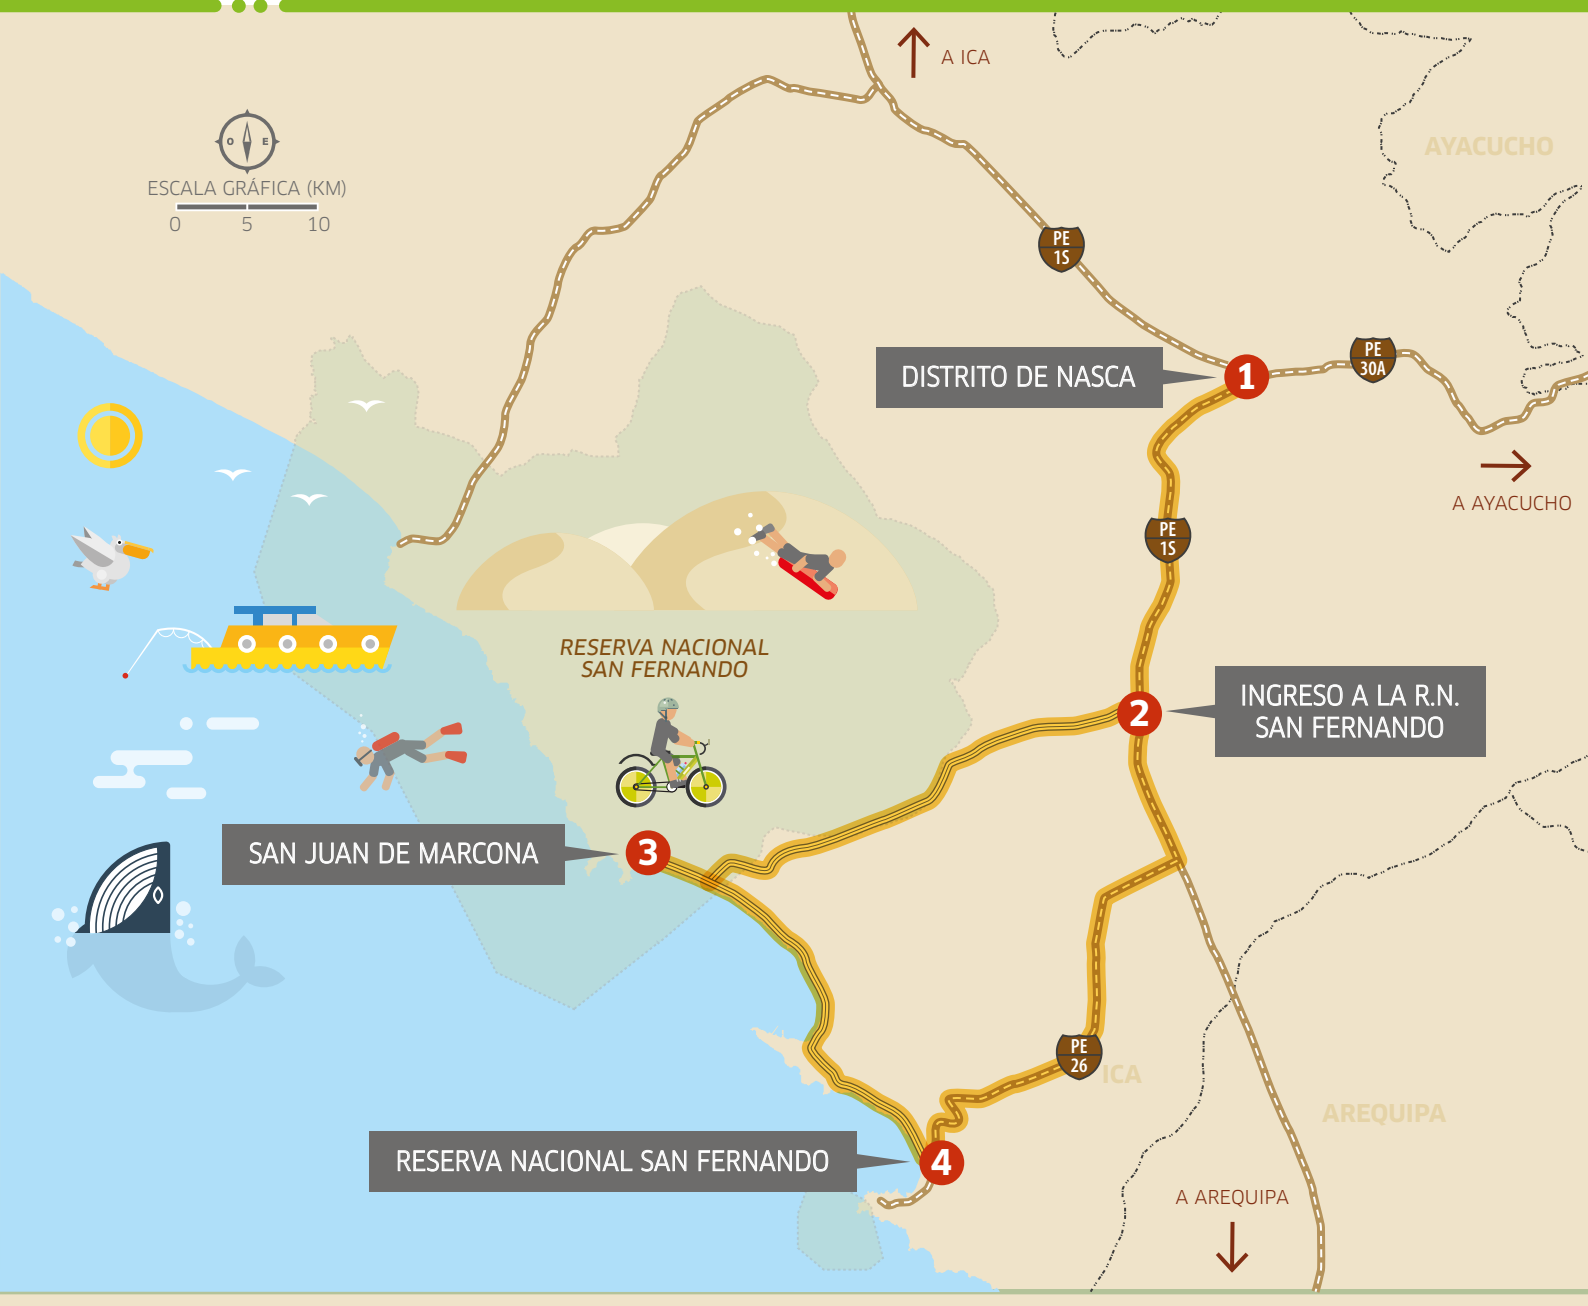 A ICA
O E
ESCALA GRÁFICA (KM)
0 5 10
AYACUCHO
PE
1S
DISTRITO DE NASCA
1
PE
30A
A AYACUCHO
PE
1S
RESERVA NACIONAL
SAN FERNANDO
2
INGRESO A LA R.N.
SAN FERNANDO
SAN JUAN DE MARCONA
3
PE
26
ICA
AREQUIPA
RESERVA NACIONAL SAN FERNANDO
4
A AREQUIPA